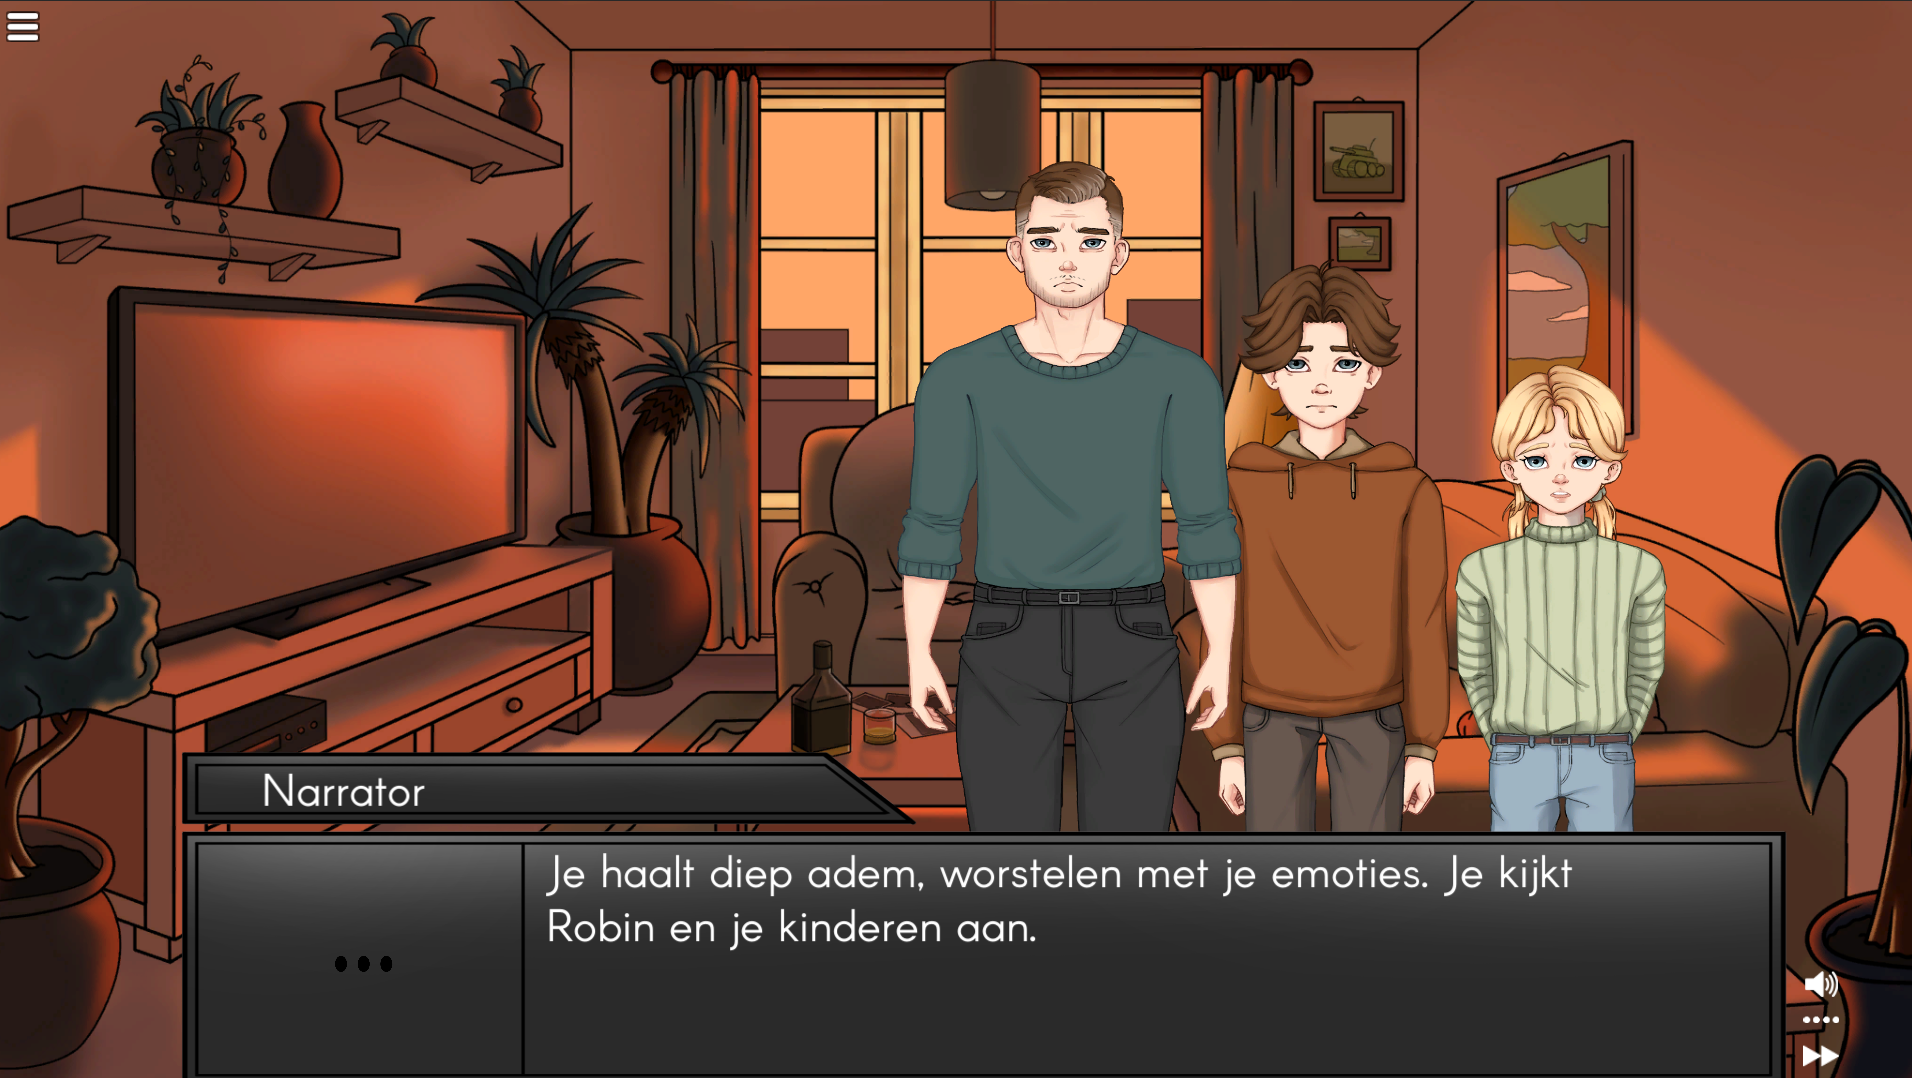 Narrator
Je haalt diep adem, worstelen met je emoties. Je kijkt
Robin en je kinderen aan.